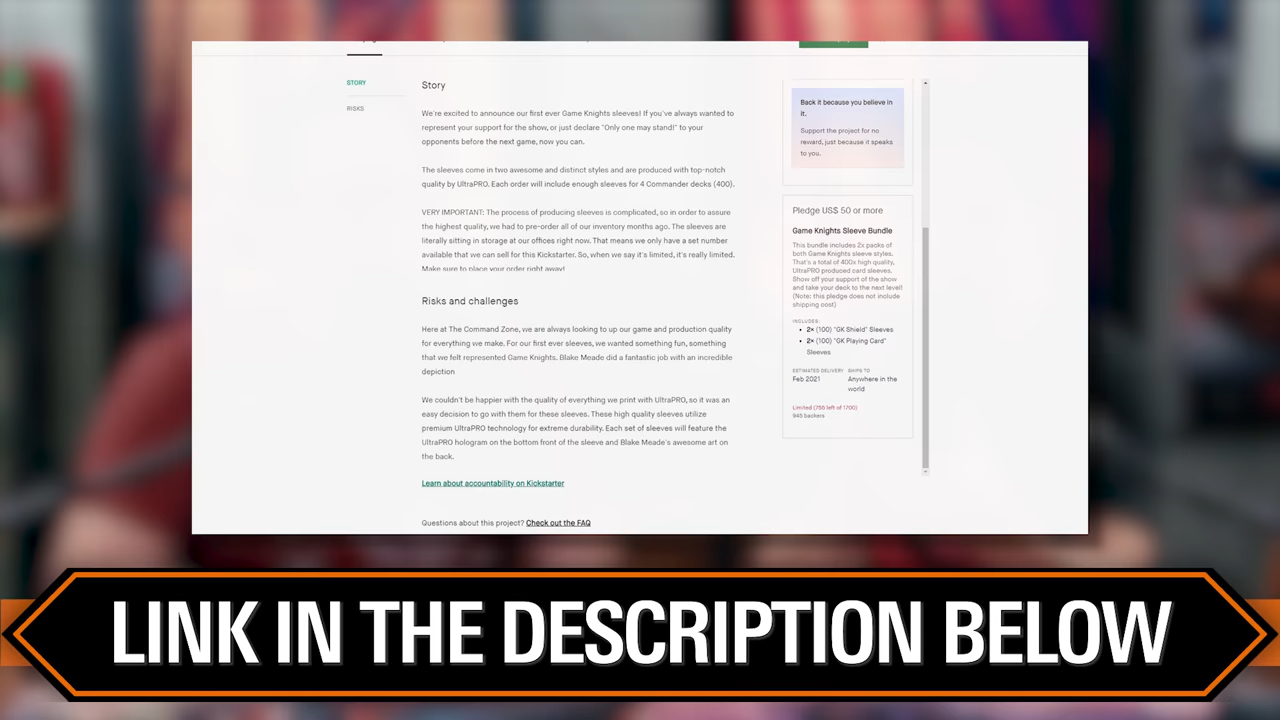 STORY
RISKS
Story
We're excited to announce our first ever Game Knights sleeves! If you've always wanted to
represent your support for the show, or just declare "Only one may stand!" to your
opponents before the next game, now you can.
The sleeves come in two awesome and distinct styles and are produced with top-notch
quality by UltraPRO. Each order will include enough sleeves for 4 Commander decks (400).
VERY IMPORTANT: The process of producing sleeves is complicated, so in order to assure
the highest quality, we had to pre-order all of our inventory months ago. The sleeves are
literally sitting in storage at our offices right now. That means we only have a set number
available that we can sell for this Kickstarter. So, when we say it's limited, it's really limited.
Make sure to place your order right away!
Risks and challenges
Here at The Command Zone, we are always looking to up our game and production quality
for everything we make. For our first ever sleeves, we wanted something fun, something
that we felt represented Game Knights. Blake Meade did a fantastic job with an incredible
depiction
We couldn't be happier with the quality of everything we print with UltraPRO, so it was an
easy decision to go with them for these sleeves. These high quality sleeves utilize
premium UltraPRO technology for extreme durability. Each set of sleeves will feature the
UltraPRO hologram on the bottom front of the sleeve and Blake Meade's awesome art on
the back.
Learn about accountability on Kickstarter
Questions about this project? Check out the FAQ
Back it because you believe in
it.
Support the project for no
reward, just because it speaks
to you.
Pledge US$ 50 or more
Game Knights Sleeve Bundle
This bundle includes 2x packs of
both Game Knights sleeve styles.
That's a total of 400x high quality,
UltraPRO produced card sleeves.
Show off your support of the show
and take your deck to the next level!
(Note: this pledge does not include
shipping cost)
INCLUDES:
• 2× (100) "GK Shield" Sleeves
• 2× (100) "GK Playing Card"
Sleeves
ESTIMATED DELIVERY SHIPS TO
Feb 2021 Anywhere in the
world
Limited (755 left of 1700)
945 backers
LINK IN THE DESCRIPTION BELOW